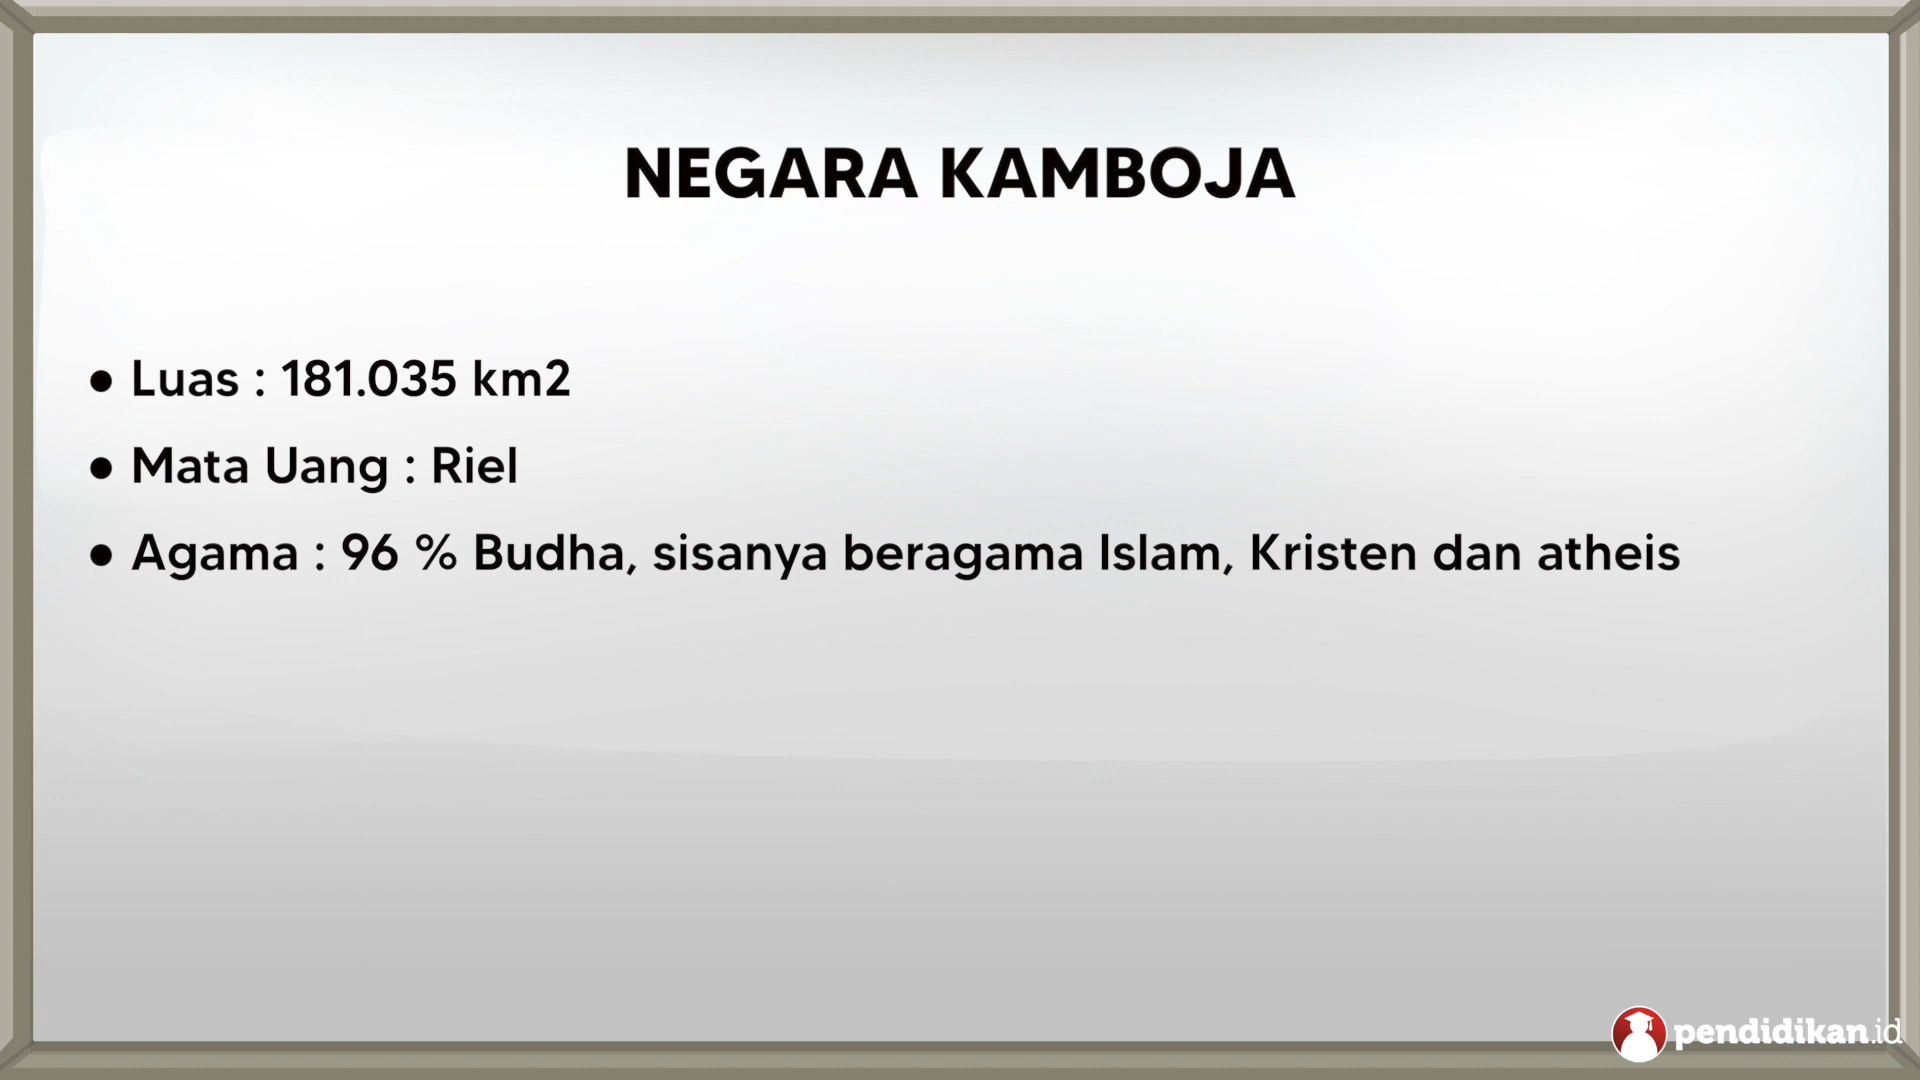 NEGARA KAMBOJA
● Luas : 181.035 km2
● Mata Uang : Riel
● Agama : 96 % Budha, sisanya beragama Islam, Kristen dan atheis
pendidikan.id